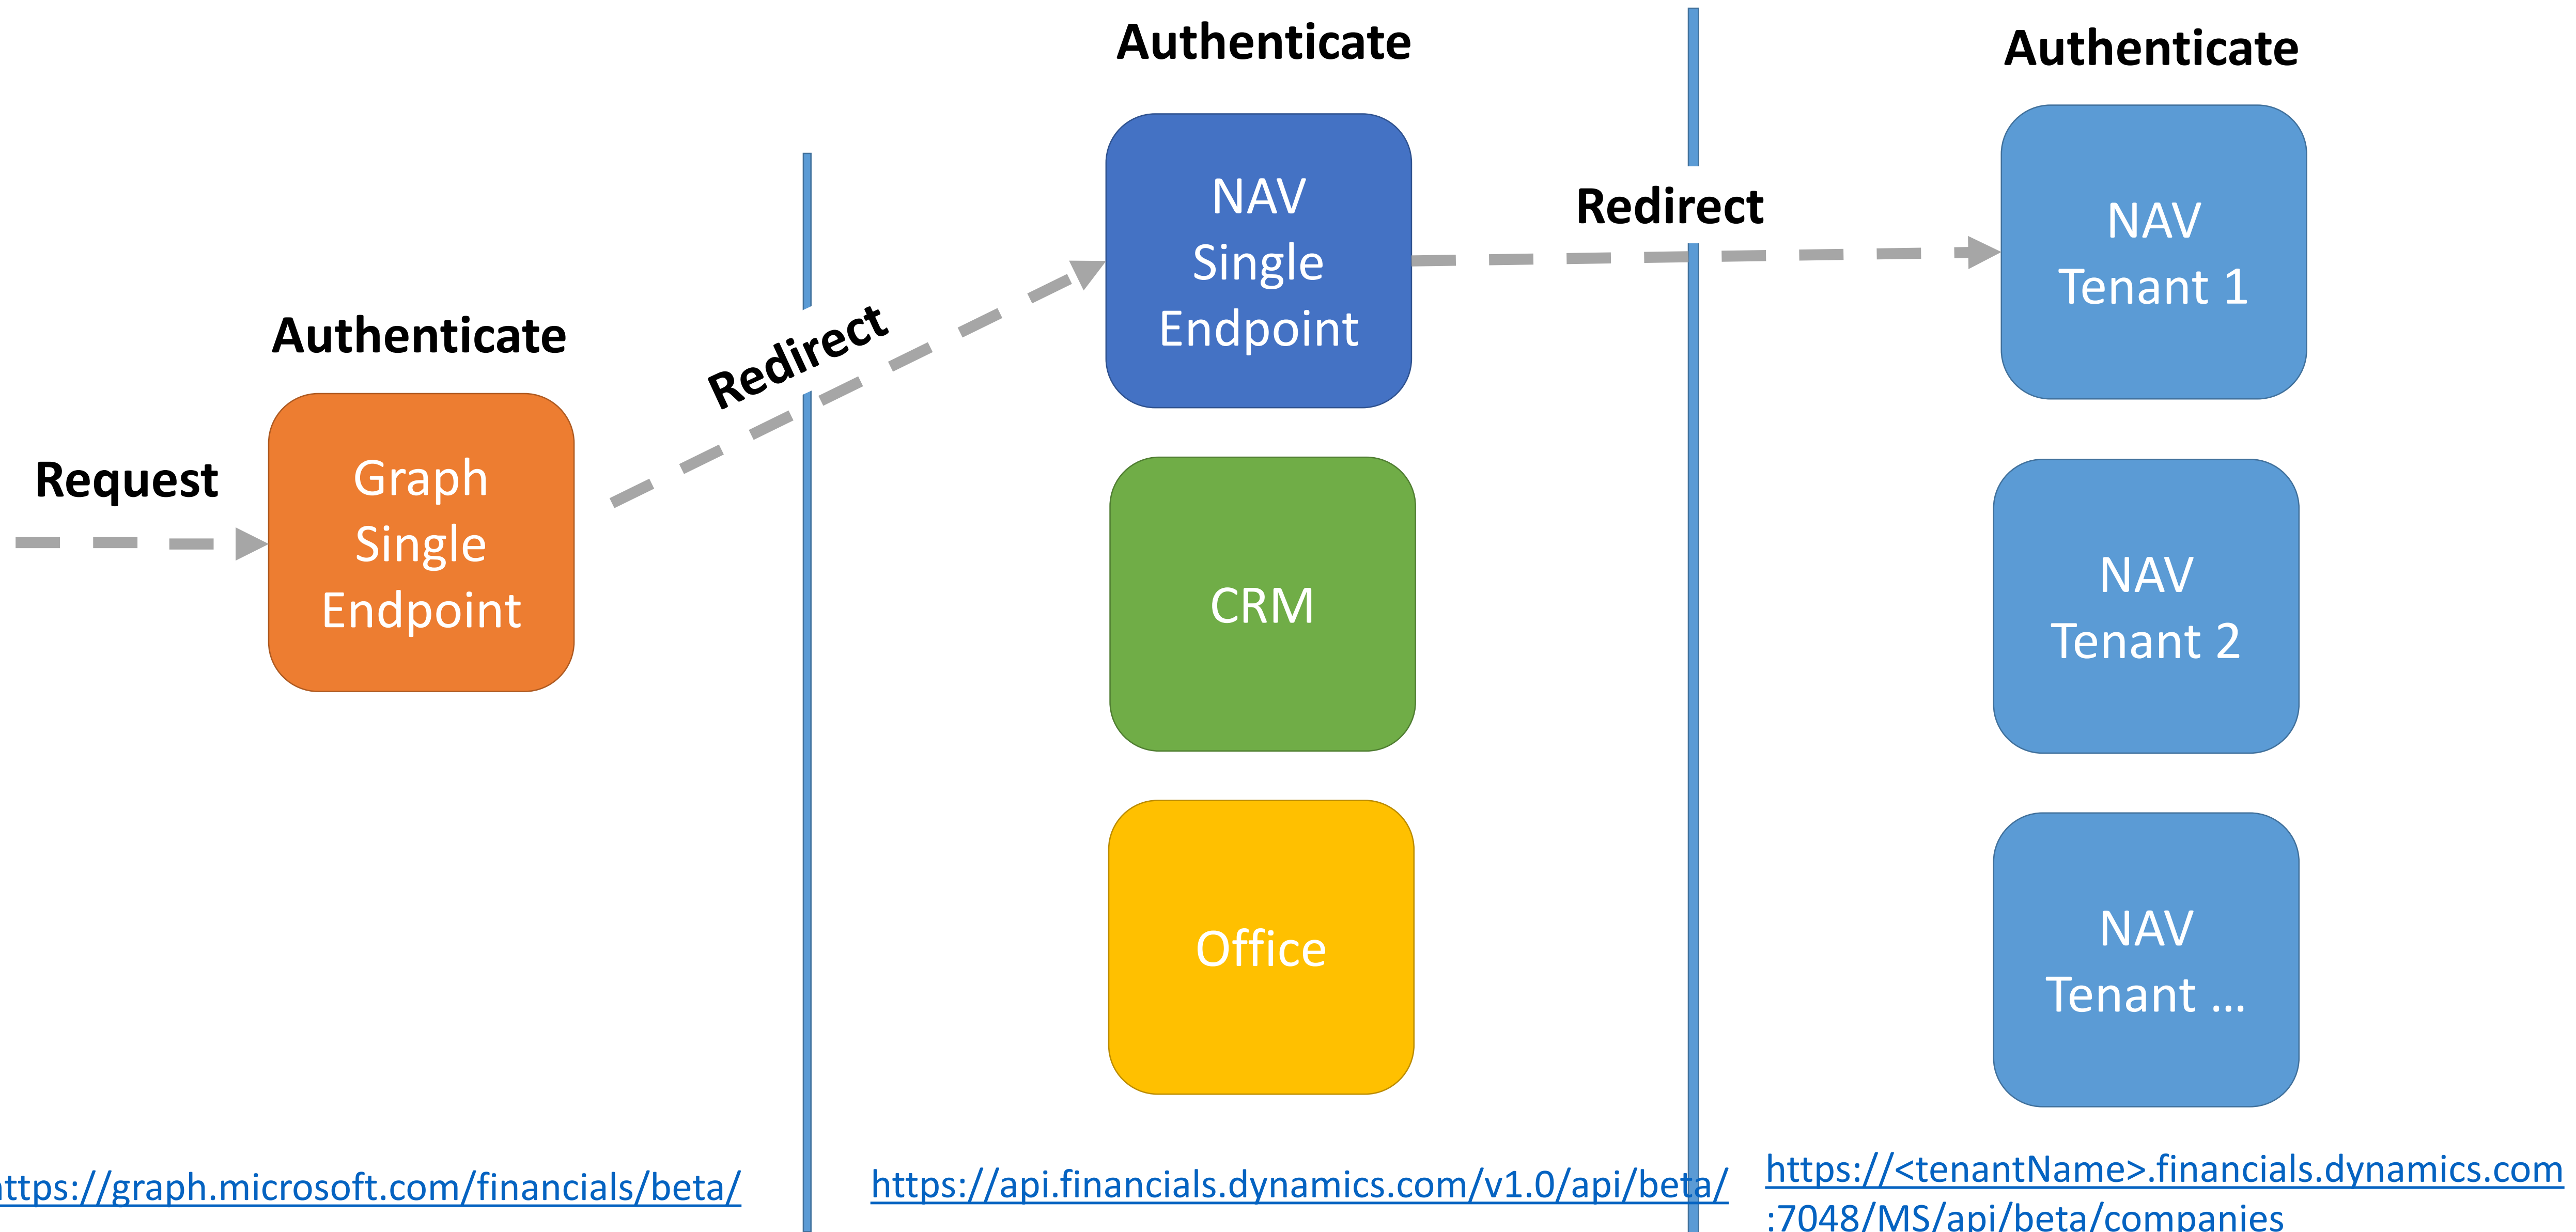 Request
Authenticate
Graph
Single
Endpoint
Redirect
Authenticate
NAV
Single
Endpoint
CRM
Office
Redirect
Authenticate
NAV
Tenant 1
NAV
Tenant 2
NAV
Tenant ...
ttps://graph.microsoft.com/financials/beta/
https://api.financials.dynamics.com/v1.0/api/beta/
https://<tenantName>.financials.dynamics.com
:7048/MS/api/beta/companies